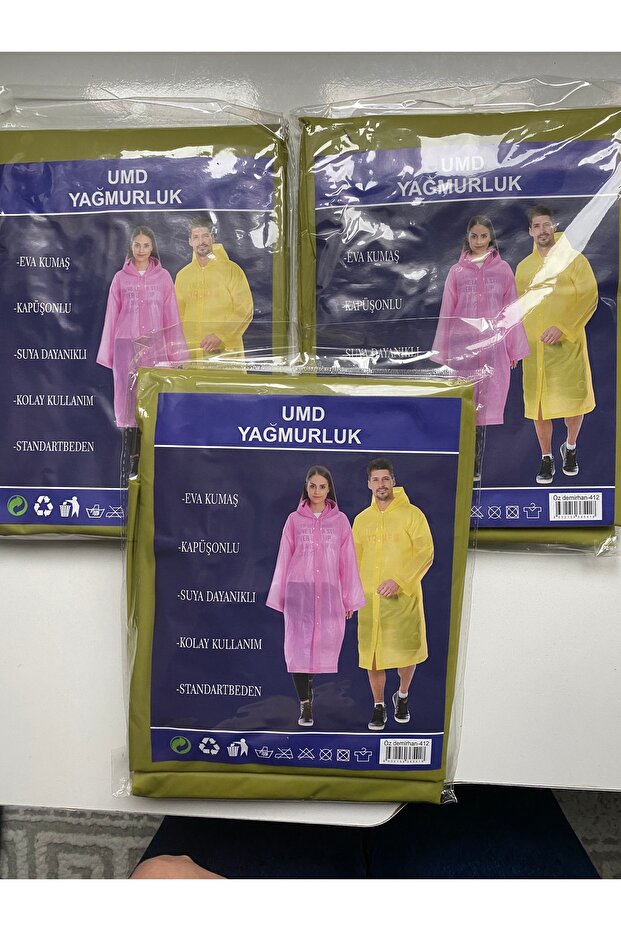 UMD
YAĞMURLUK
-EVA KUMAŞ
-KAPÜŞONLU
-SUYA DAYANIKLI
-KOLAY KULLANIM
-STANDARTBEDEN
UMD
YAĞMURLUK
-EVA KUMAŞ
-KAPÜŞONLU
-SUYA DAYANIKLI
Öz demirhan-412
UMD
YAĞMURLUK
-EVA KUMAŞ
-KAPÜŞONLU
-SUYA DAYANIKLI
-KOLAY KULLANIM
-STANDARTBEDEN
Öz demirhan-412